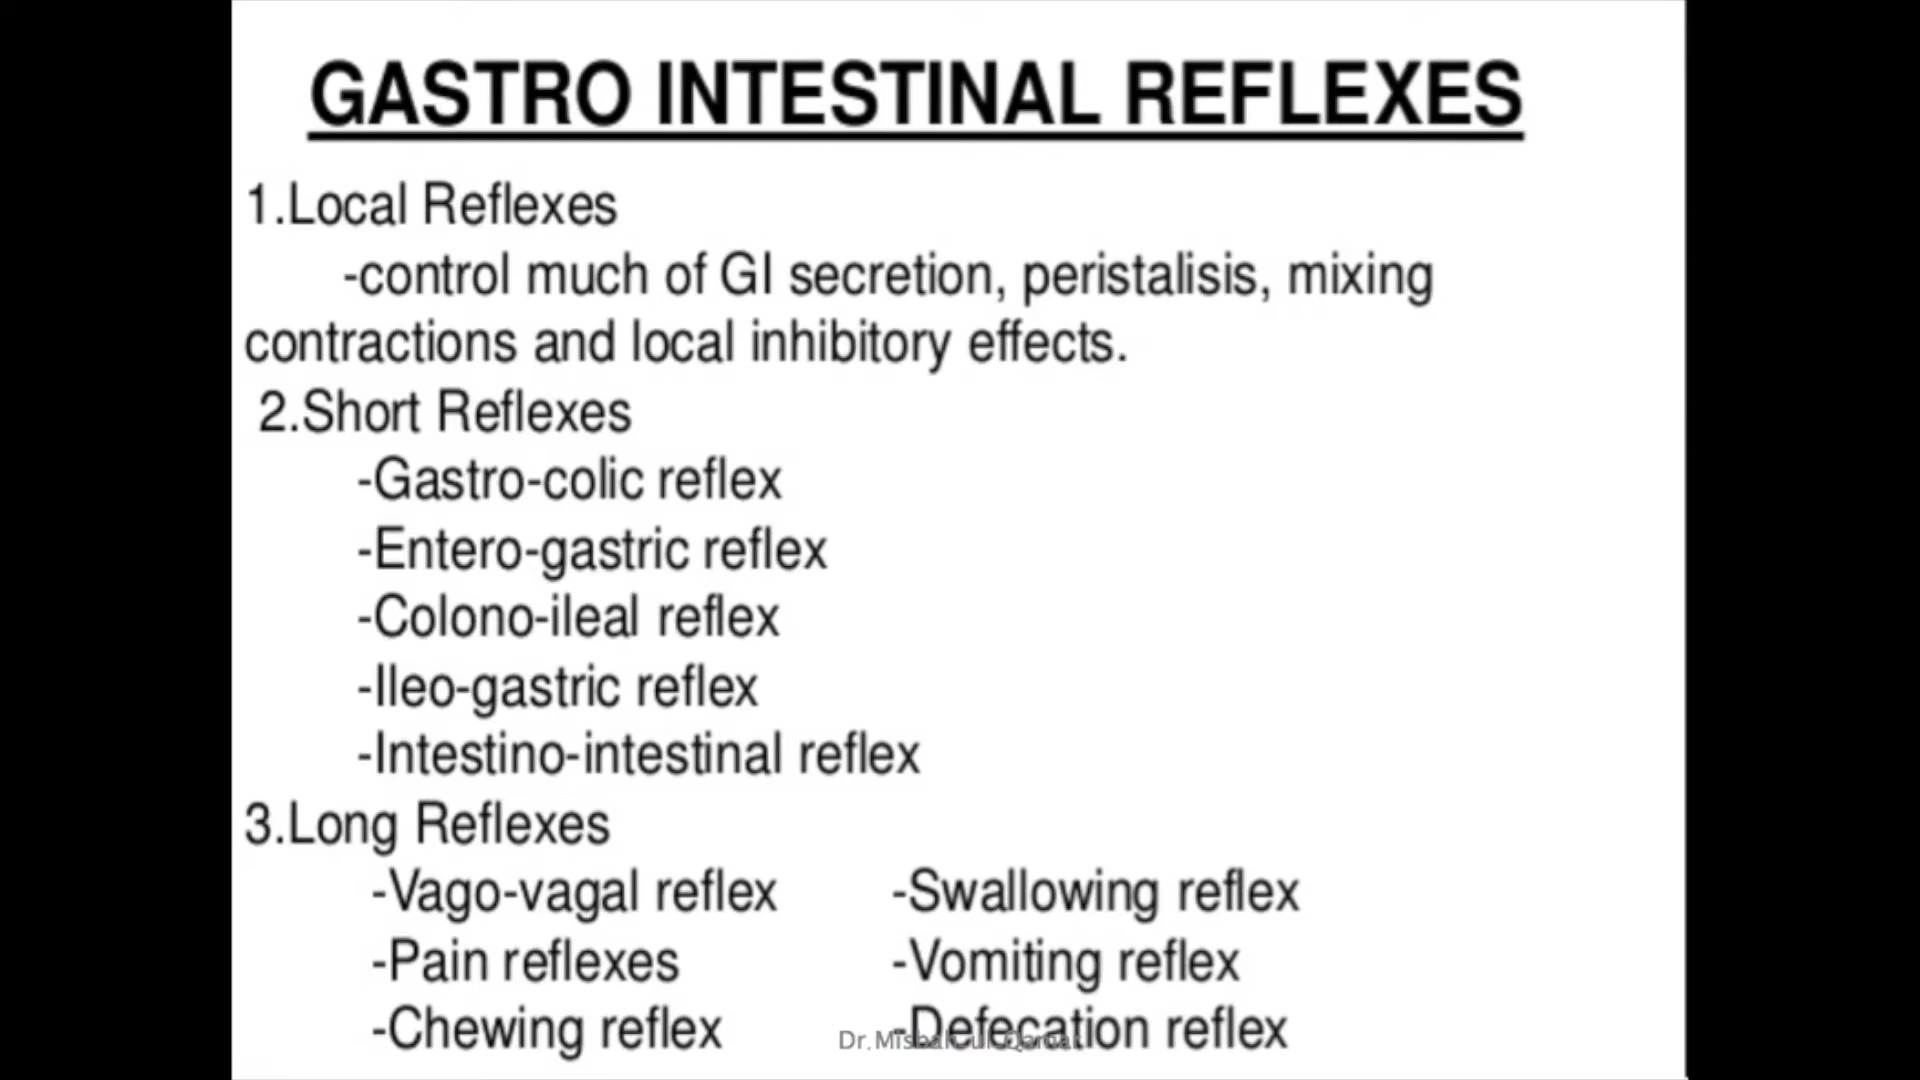 GASTRO INTESTINAL REFLEXES
1.Local Reflexes
-control much of GI secretion, peristalisis, mixing
contractions and local inhibitory effects.
2.Short Reflexes
-Gastro-colic reflex
-Entero-gastric reflex
-Colono-ileal reflex
-Ileo-gastric reflex
-Intestino-intestinal reflex
3.Long Reflexes
-Vago-vagal reflex -Swallowing reflex
-Pain reflexes -Vomiting reflex
-Chewing reflex -Defecation reflex
Dr.Misbah